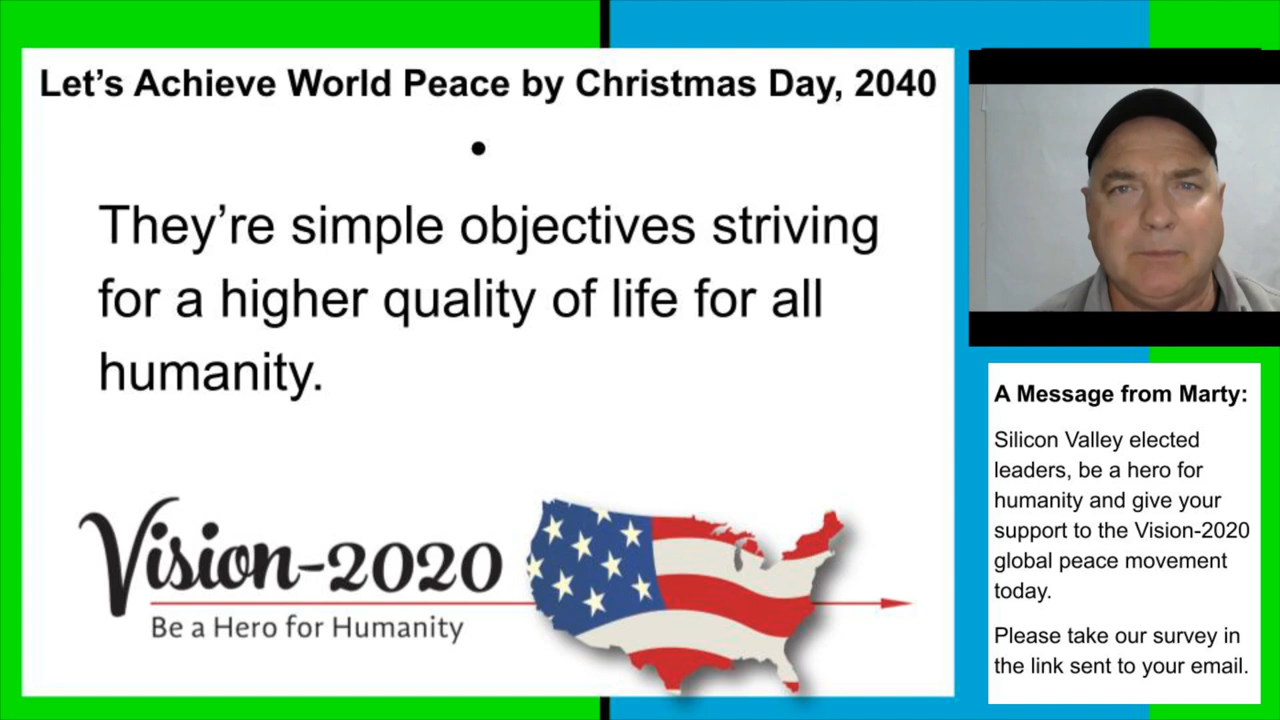 Let’s Achieve World Peace by Christmas Day, 2040
•
They’re simple objectives striving
for a higher quality of life for all
humanity.
Vision-2020
Be a Hero for Humanity
A Message from Marty:
Silicon Valley elected
leaders, be a hero for
humanity and give your
support to the Vision-2020
global peace movement
today.
Please take our survey in
the link sent to your email.